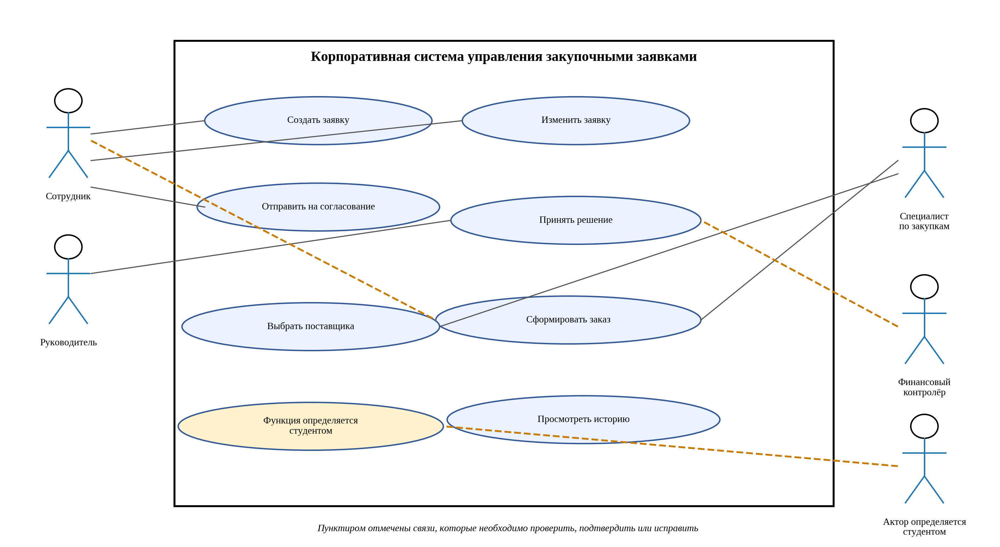 Корпоративная система управления закупочными заявками
Создать заявку
Изменить заявку
Сотрудник
Отправить на согласование
Принять решение
Специалист
по закупкам
Руководитель
Выбрать поставщика
Сформировать заказ
Финансовый
контролёр
Функция определяется
студентом
Просмотреть историю
Актор определяется
студентом
Пунктиром отмечены связи, которые необходимо проверить, подтвердить или исправить